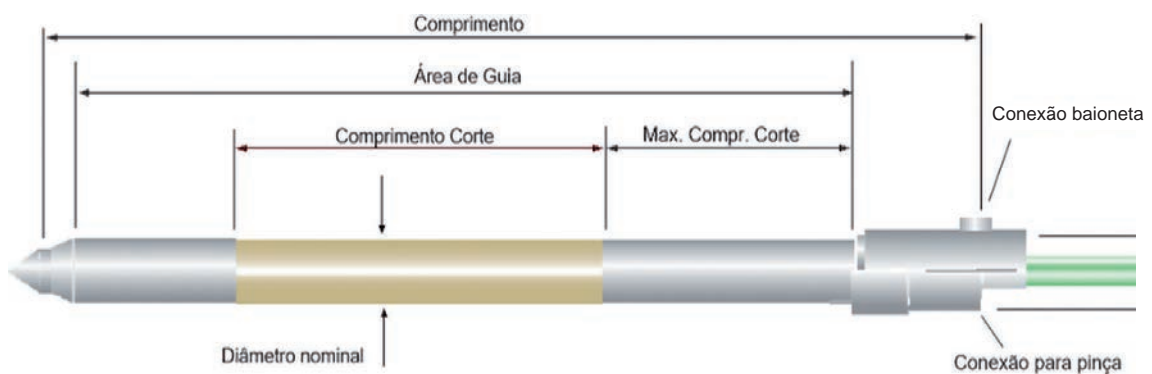 Comprimento
Área de Guia
Conexão baioneta
Comprimento Corte
Max. Compr. Corte
Diâmetro nominal
Conexão para pinça